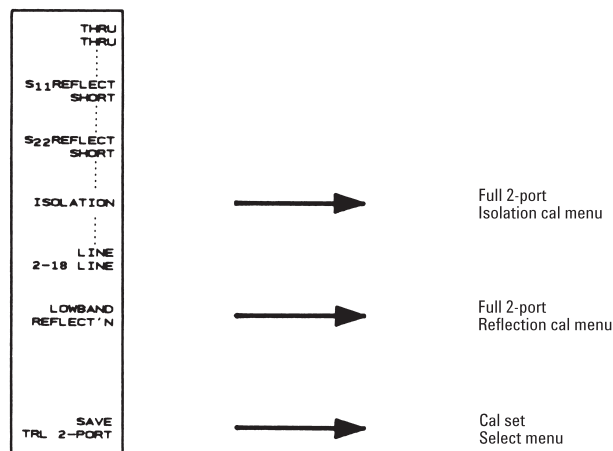 THRU
THRU
S11REFLECT
SHORT
S22REFLECT
SHORT
ISOLATION
Full 2-port
Isolation cal menu
LINE
2-18 LINE
LOWBAND
REFLECT'N
Full 2-port
Reflection cal menu
SAVE
TRL 2-PORT
Cal set
Select menu